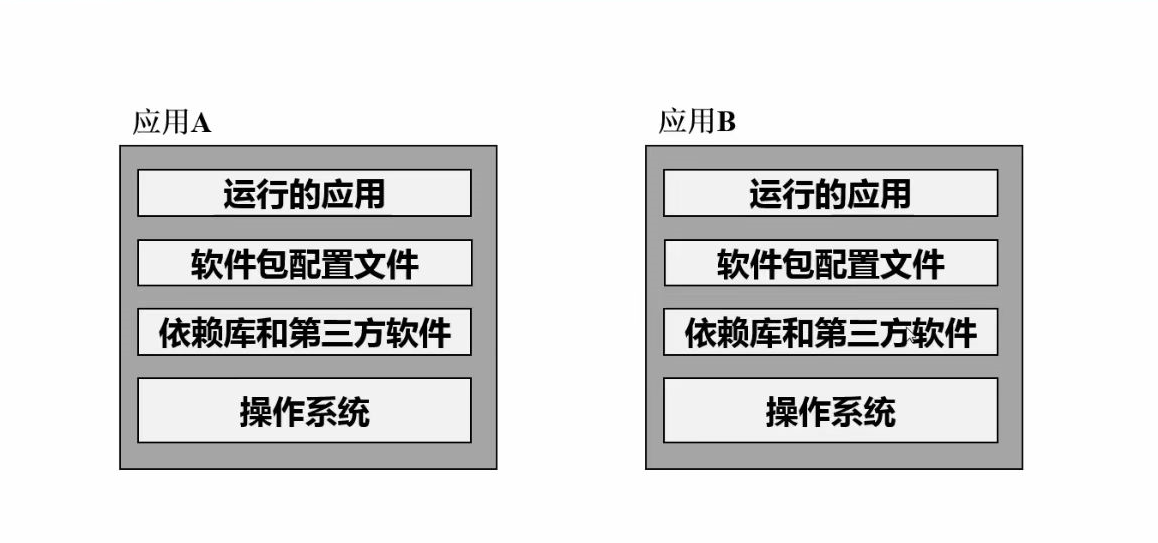 应用A
运行的应用
软件包配置文件
依赖库和第三方软件
操作系统
应用B
运行的应用
软件包配置文件
依赖库和第三方软件
操作系统